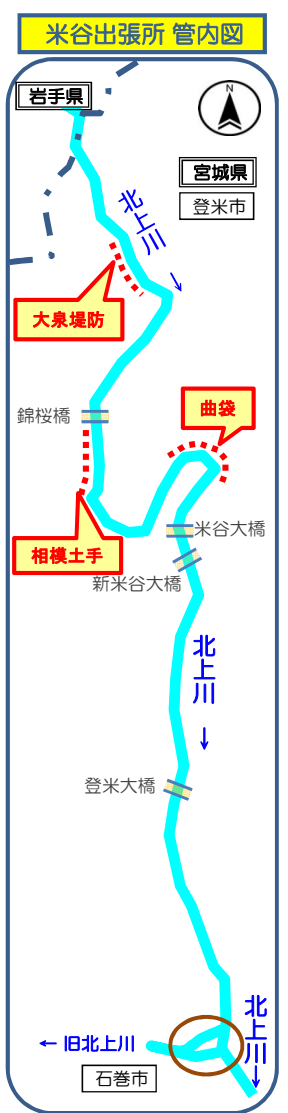 米谷出張所 管内図
岩手県
N
宮城県
登米市
北上川
↓
大泉堤防
錦桜橋
曲袋
相模土手
米谷大橋
新米谷大橋
北上川
↓
登米大橋
北上川
↓
← 旧北上川
石巻市